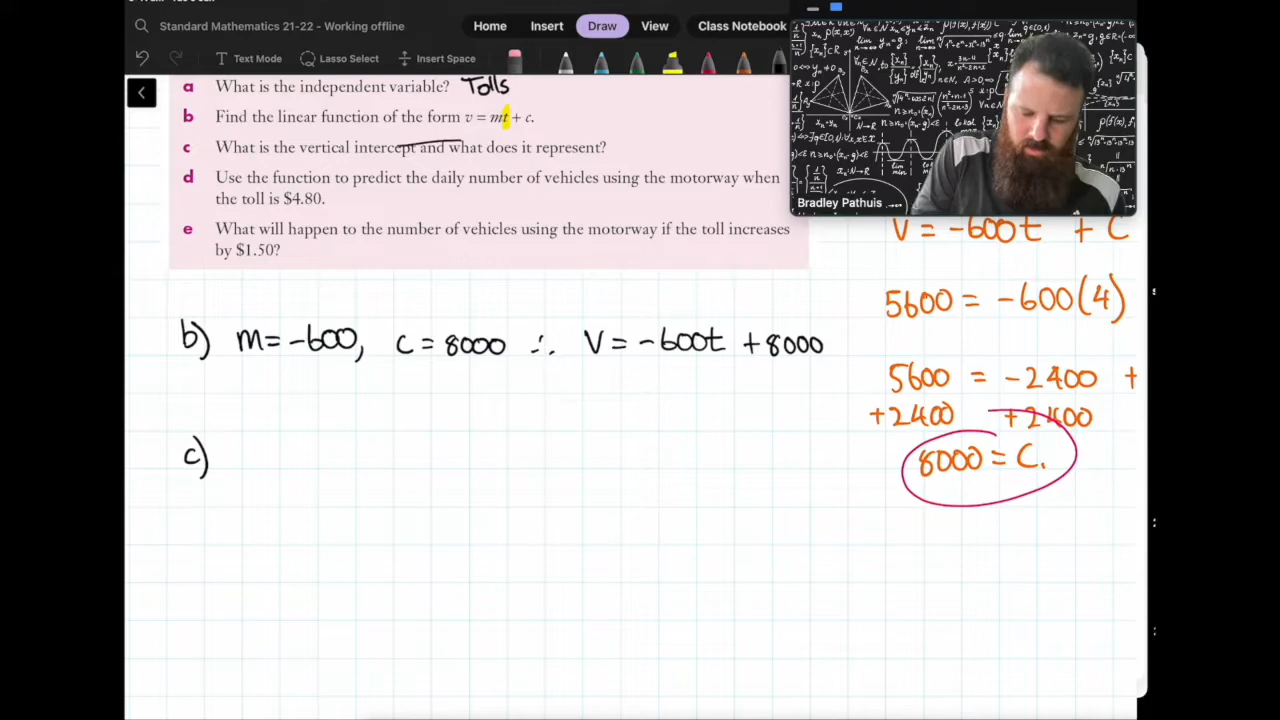 Standard Mathematics 21-22 - Working offline
Home Insert Draw View Class Notebook
Text Mode Lasso Select Insert Space
a What is the independent variable? Tolls
b Find the linear function of the form v = mt + c.
c What is the vertical intercept and what does it represent?
d Use the function to predict the daily number of vehicles using the motorway when
the toll is $4.80.
e What will happen to the number of vehicles using the motorway if the toll increases
by $1.50?
Bradley Pathuis
V = -600t + C
5600 = -600(4)
5600 = -2400 +
+2400 +2400
8000 = C.
b) m = -600, c = 8000 ∴ V = -600t + 8000
c)